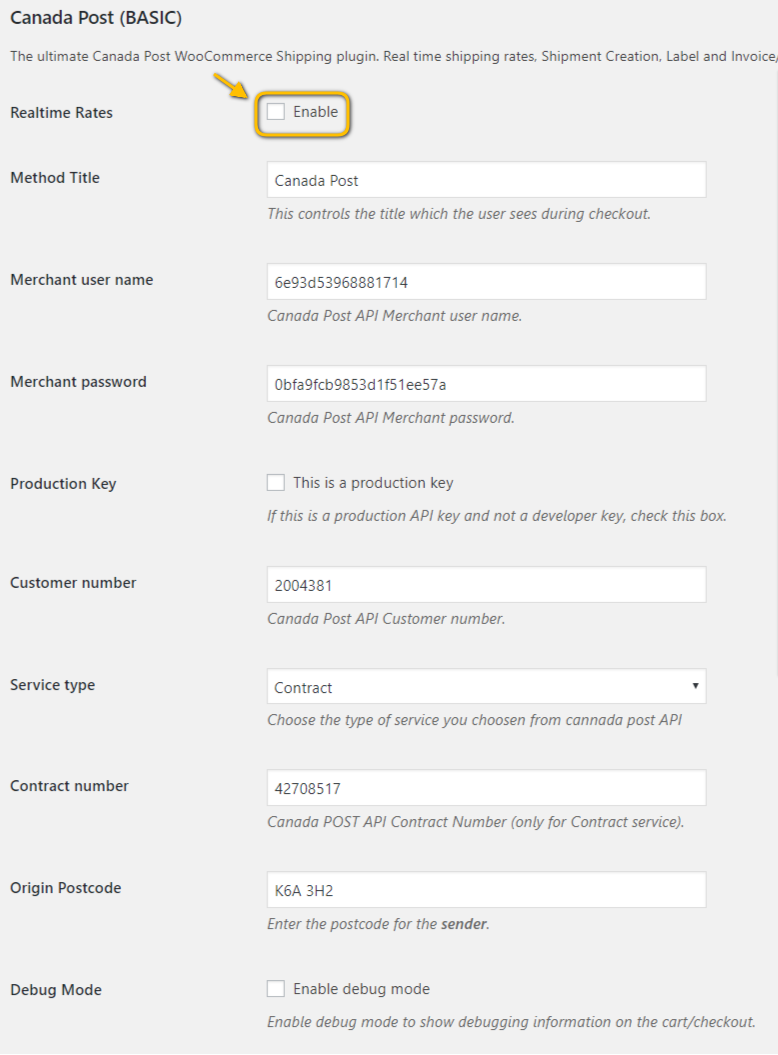 Canada Post (BASIC)
The ultimate Canada Post WooCommerce Shipping plugin. Real time shipping rates, Shipment Creation, Label and Invoice,
Realtime Rates Enable
Method Title Canada Post
This controls the title which the user sees during checkout.
Merchant user name 6e93d53968881714
Canada Post API Merchant user name.
Merchant password 0bfa9fcb9853d1f51ee57a
Canada Post API Merchant password.
Production Key This is a production key
If this is a production API key and not a developer key, check this box.
Customer number 2004381
Canada Post API Customer number.
Service type Contract
Choose the type of service you choosen from cannada post API
Contract number 42708517
Canada POST API Contract Number (only for Contract service).
Origin Postcode K6A 3H2
Enter the postcode for the sender.
Debug Mode Enable debug mode
Enable debug mode to show debugging information on the cart/checkout.